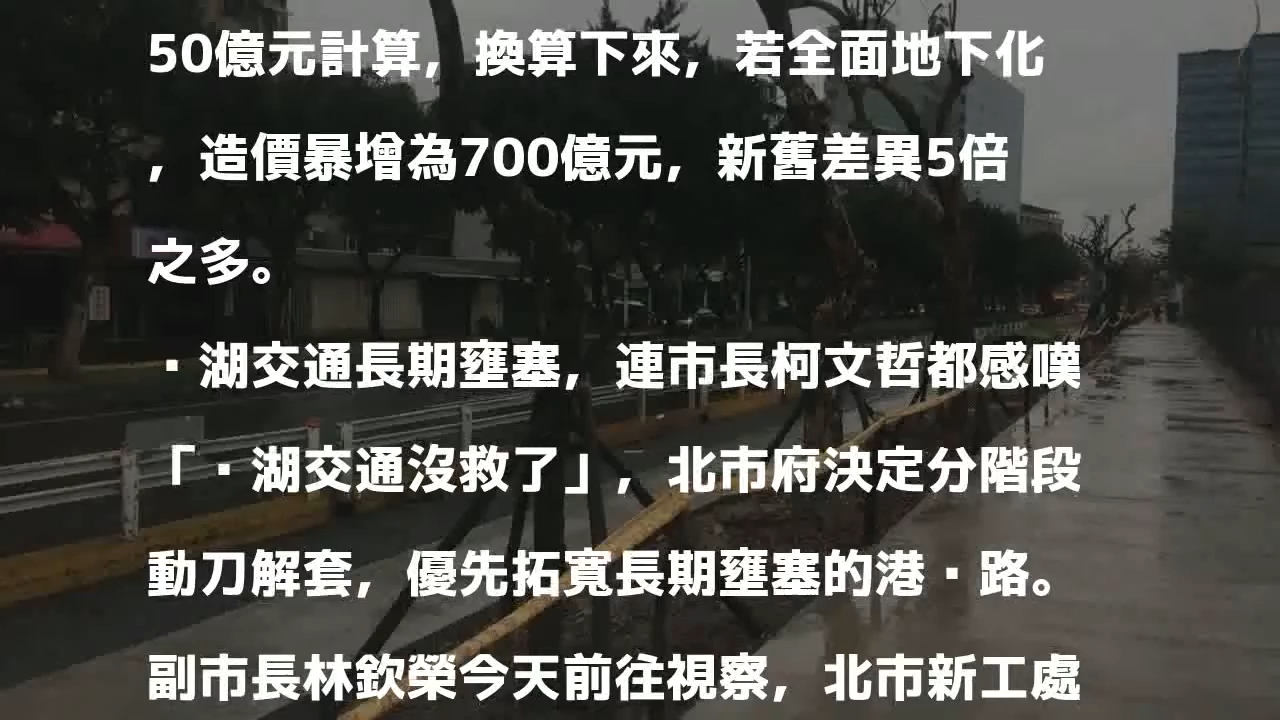 50億元計算，換算下來，若全面地下化
，造價暴增為700億元，新舊差異5倍
之多。
▪湖交通長期壅塞，連市長柯文哲都感嘆
「▪湖交通沒救了」，北市府決定分階段
動刀解套，優先拓寬長期壅塞的港▪路。
副市長林欽榮今天前往視察，北市新工處